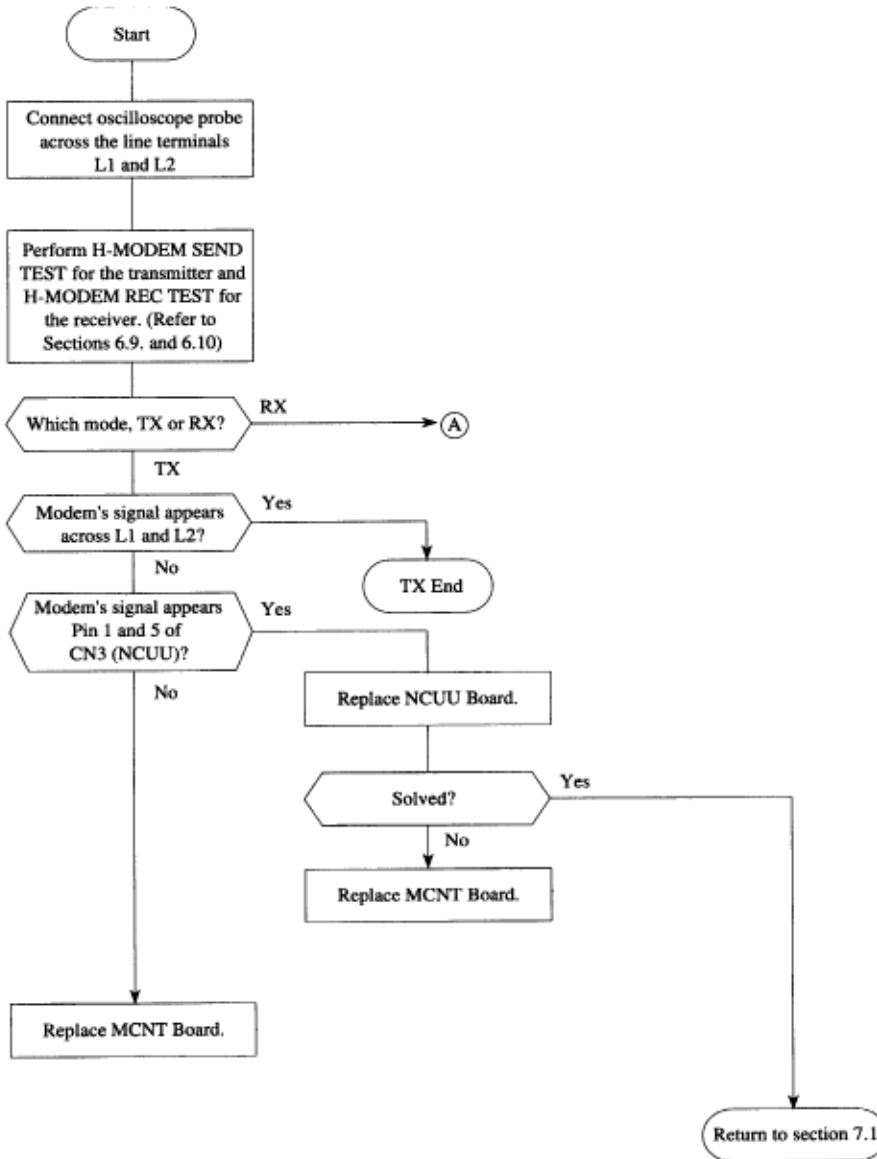 Start
Connect oscilloscope probe
across the line terminals
L1 and L2
Perform H-MODEM SEND
TEST for the transmitter and
H-MODEM REC TEST for
the receiver. (Refer to
Sections 6.9. and 6.10)
Which mode, TX or RX?
RX
A
TX
Modem's signal appears
across L1 and L2?
Yes
TX End
No
Modem's signal appears
Pin 1 and 5 of
CN3 (NCUU)?
Yes
No
Replace NCUU Board.
Solved?
Yes
No
Replace MCNT Board.
Replace MCNT Board.
Return to section 7.1